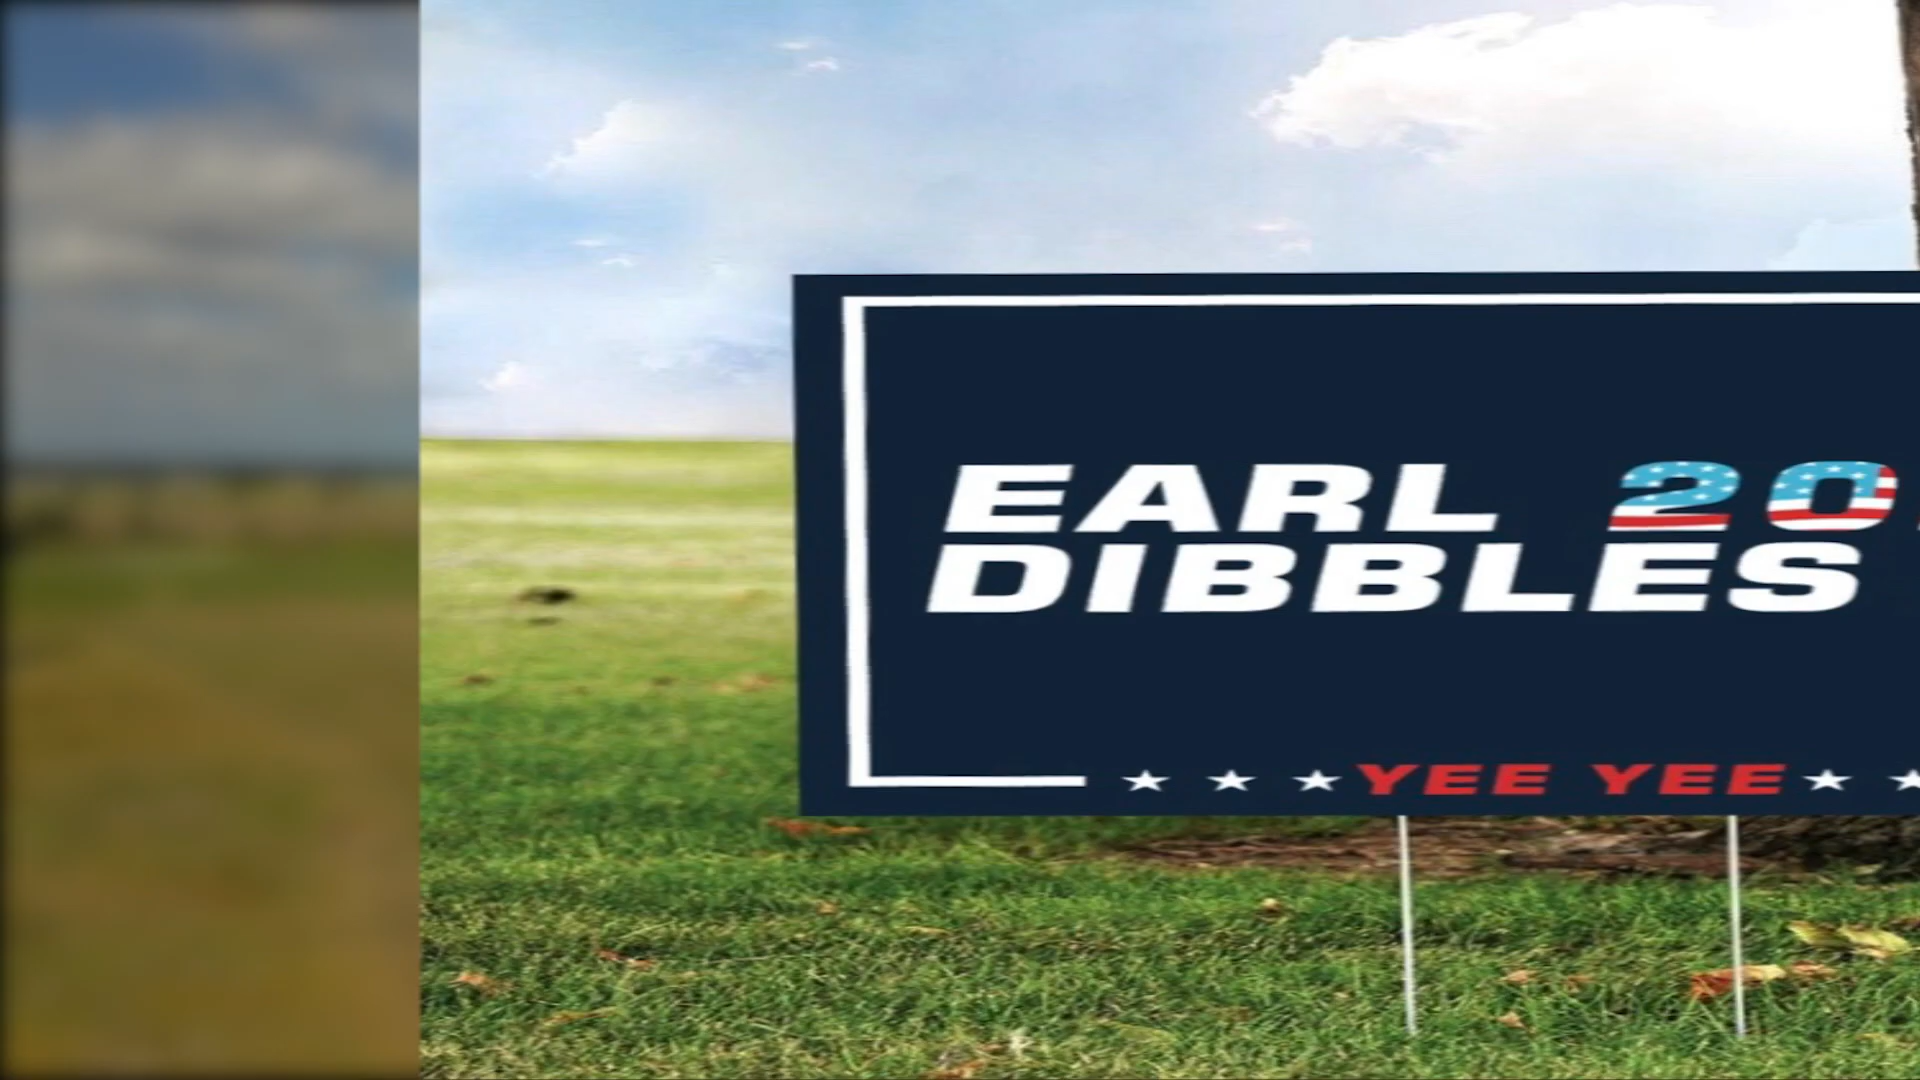 EARL 20
DIBBLES
★ ★ ★ YEE YEE ★ ★